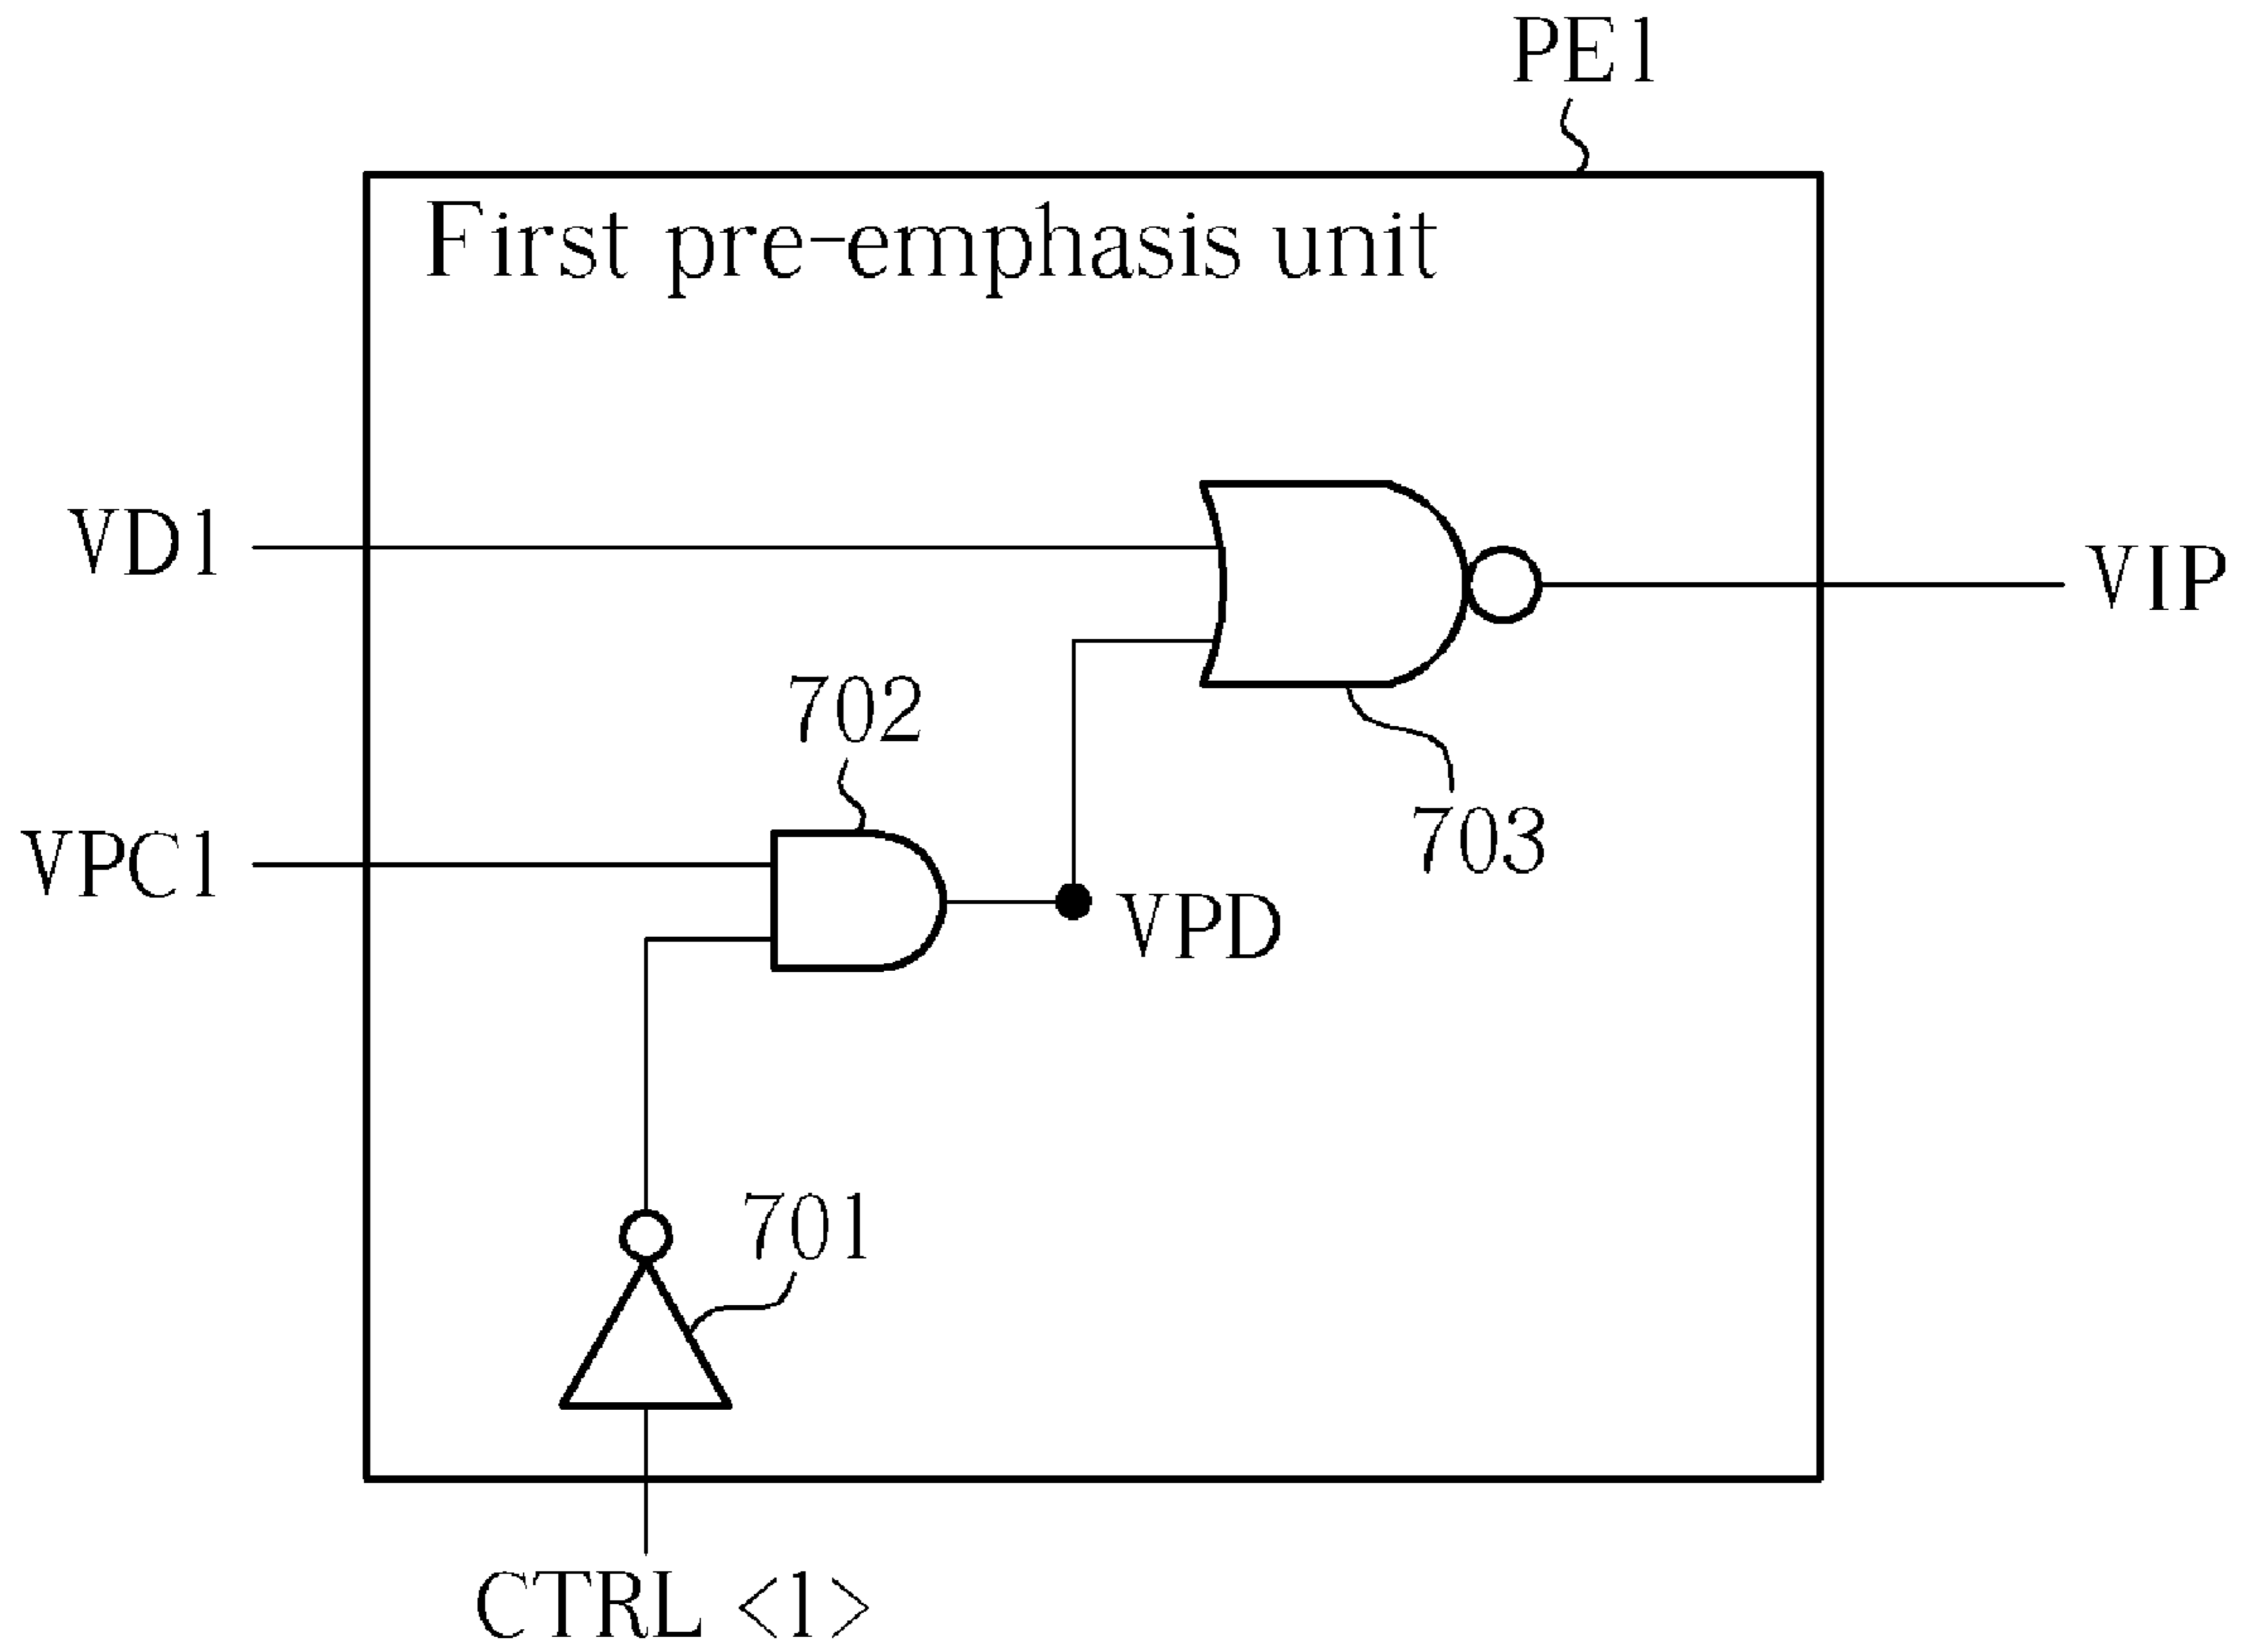 PE1
First pre-emphasis unit
VD1
VIP
702
703
VPC1
VPD
701
CTRL <1>